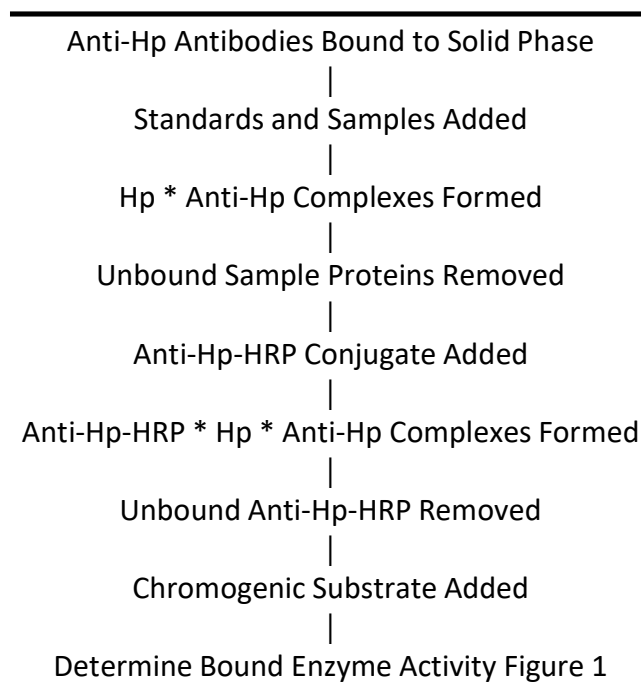 Anti-Hp Antibodies Bound to Solid Phase
|
Standards and Samples Added
|
Hp * Anti-Hp Complexes Formed
|
Unbound Sample Proteins Removed
|
Anti-Hp-HRP Conjugate Added
|
Anti-Hp-HRP * Hp * Anti-Hp Complexes Formed
|
Unbound Anti-Hp-HRP Removed
|
Chromogenic Substrate Added
|
Determine Bound Enzyme Activity Figure 1